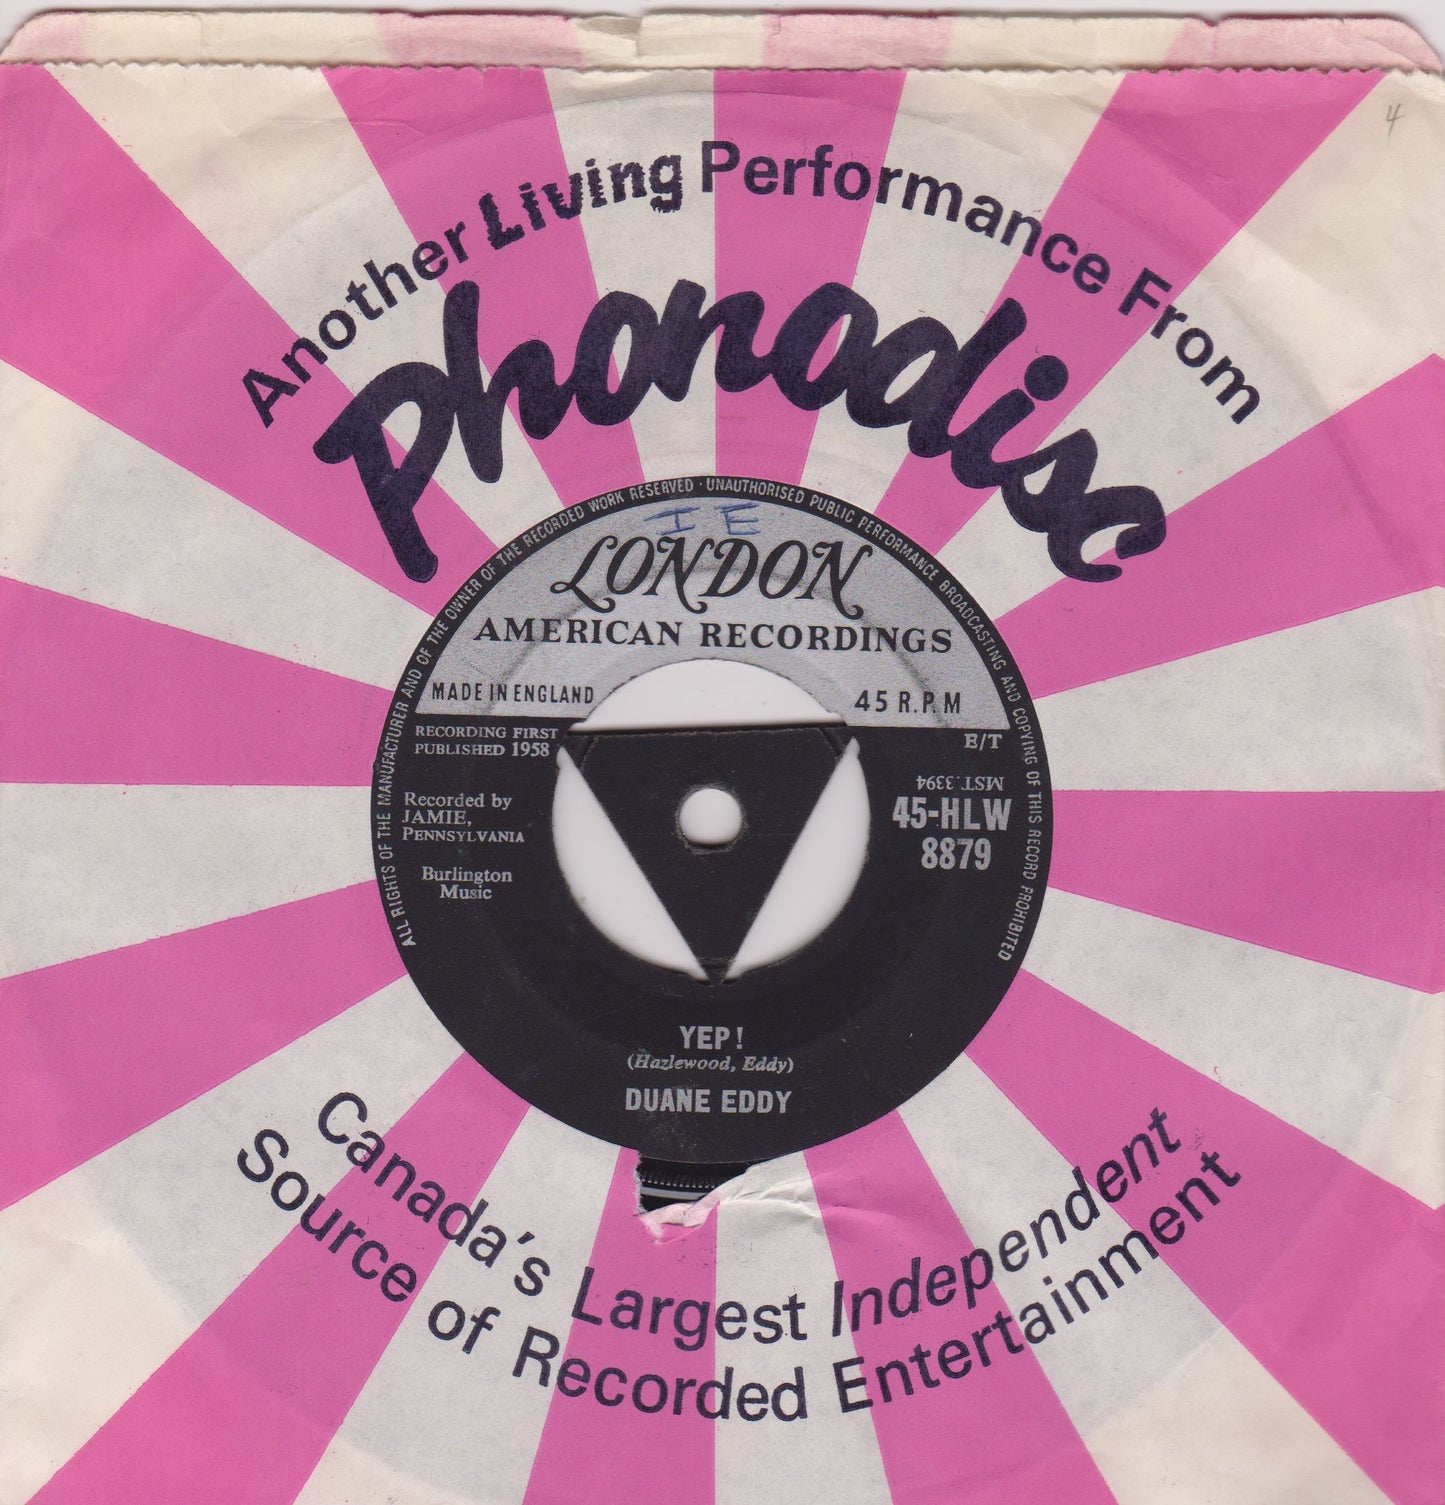 4
Another Living Performance From
Phonodisc
ALL RIGHTS OF THE MANUFACTURER AND OF THE OWNER OF THE RECORDED WORK RESERVED · UNAUTHORISED PUBLIC PERFORMANCE BROADCASTING AND COPYING OF THIS RECORD PROHIBITED
I E
LONDON
AMERICAN RECORDINGS
MADE IN ENGLAND
45 R.P.M
RECORDING FIRST
PUBLISHED 1958
E/T
MST. 3394
Recorded by
JAMIE,
PENNSYLVANIA
45-HLW
8879
Burlington
Music
YEP!
(Hazlewood, Eddy)
DUANE EDDY
Canada's Largest Independent
Source of Recorded Entertainment